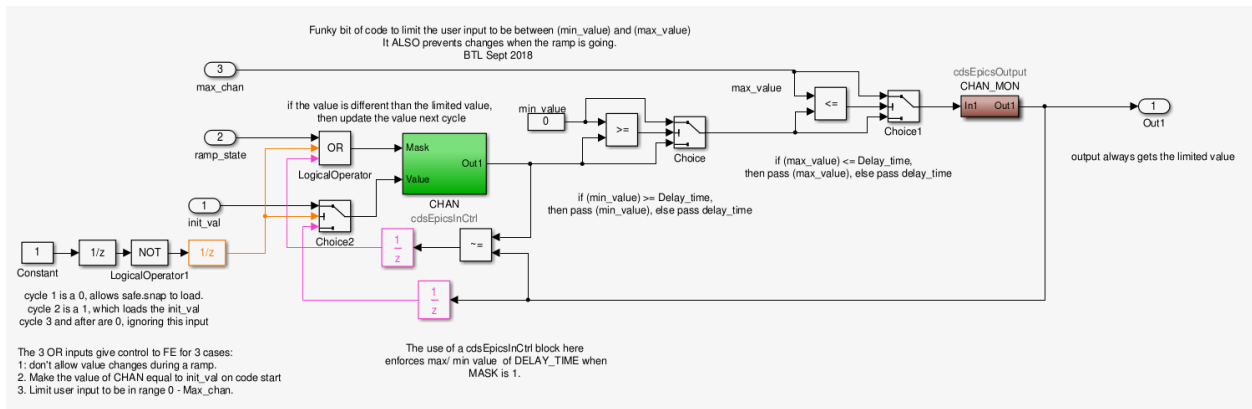 Funky bit of code to limit the user input to be between (min_value) and (max_value)
It ALSO prevents changes when the ramp is going.
BTL Sept 2018
3
max_chan
if the value is different than the limited value,
then update the value next cycle
2
ramp_state
OR
LogicalOperator
Mask
Value
Out1
CHAN
cdsEpicsInCtrl
min_value
0
>=
Choice
max_value
<=
Choice1
cdsEpicsOutput
CHAN_MON
In1 Out1
1
Out1
output always gets the limited value
if (max_value) <= Delay_time,
then pass (max_value), else pass delay_time
if (min_value) >= Delay_time,
then pass (min_value), else pass delay_time
1
init_val
Choice2
1
Constant
1/z
NOT
LogicalOperator1
1/z
1
z
~=
1
z
cycle 1 is a 0, allows safe.snap to load.
cycle 2 is a 1, which loads the init_val
cycle 3 and after are 0, ignoring this input
The 3 OR inputs give control to FE for 3 cases:
1: don't allow value changes during a ramp.
2. Make the value of CHAN equal to init_val on code start
3. Limit user input to be in range 0 - Max_chan.
The use of a cdsEpicsInCtrl block here
enforces max/ min value of DELAY_TIME when
MASK is 1.